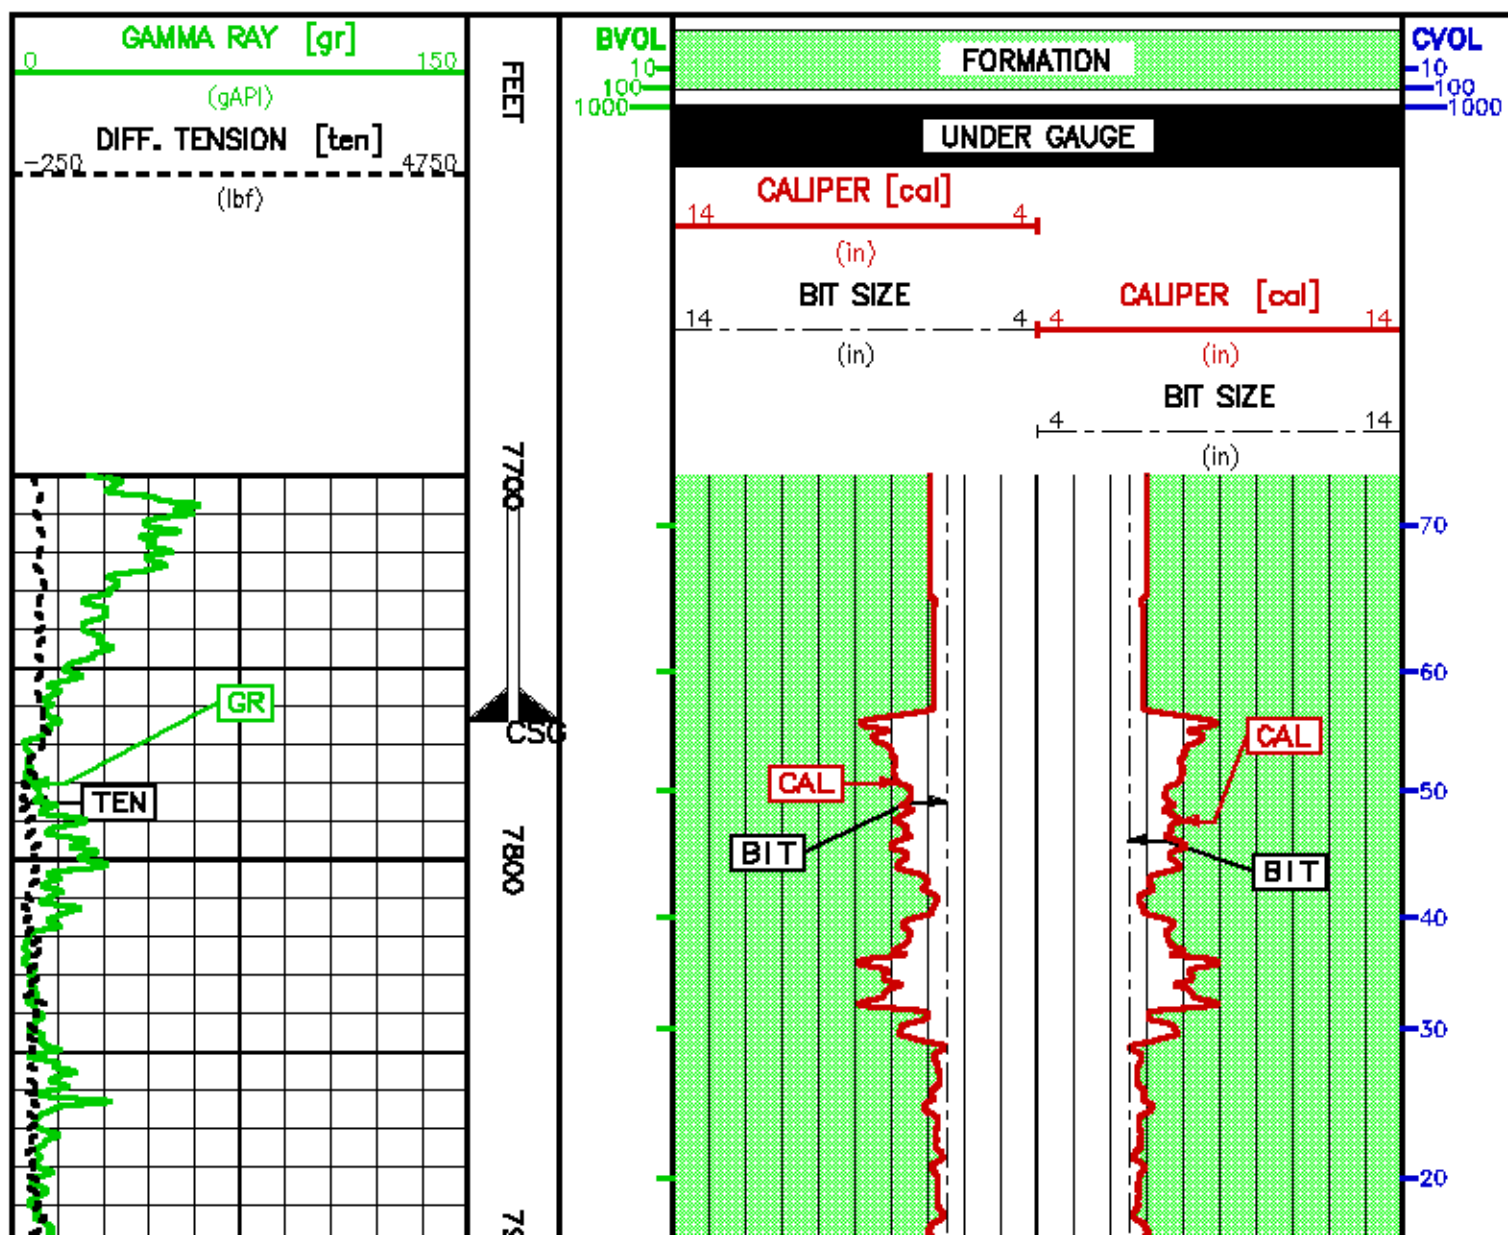 GAMMA RAY [gr]
0 150
(gAPI)
DIFF. TENSION [ten]
-250 4750
(lbf)
FEET
BVOL
10
100
1000
FORMATION
UNDER GAUGE
CALIPER [cal]
14 4
(in)
BIT SIZE
14 4
(in)
CALIPER [cal]
4 14
(in)
BIT SIZE
4 14
(in)
CVOL
10
100
1000
7700
GR
TEN
CSG
7800
CAL
BIT
CAL
BIT
70
60
50
40
30
20